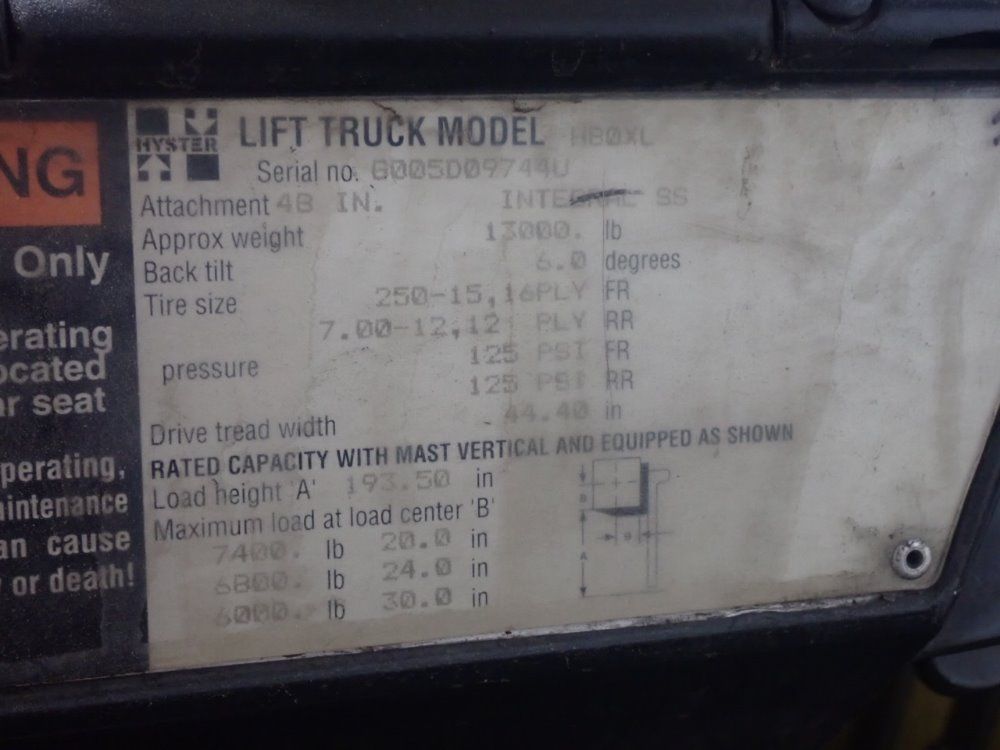 NG
Only
erating
ocated
r seat
perating,
aintenance
an cause
or death!
HYSTER
LIFT TRUCK MODEL H80XL
Serial no. G005D09744U
Attachment 48 IN. INTEGRAL SS
Approx weight 13000. lb
Back tilt 6.0 degrees
Tire size 250-15,16PLY FR
7.00-12,12 PLY RR
pressure 125 PSI FR
125 PSI RR
Drive tread width 44.40 in
RATED CAPACITY WITH MAST VERTICAL AND EQUIPPED AS SHOWN
Load height 'A' 193.50 in
Maximum load at load center 'B'
7400. lb 20.0 in
6800. lb 24.0 in
6000. lb 30.0 in
B
B
A